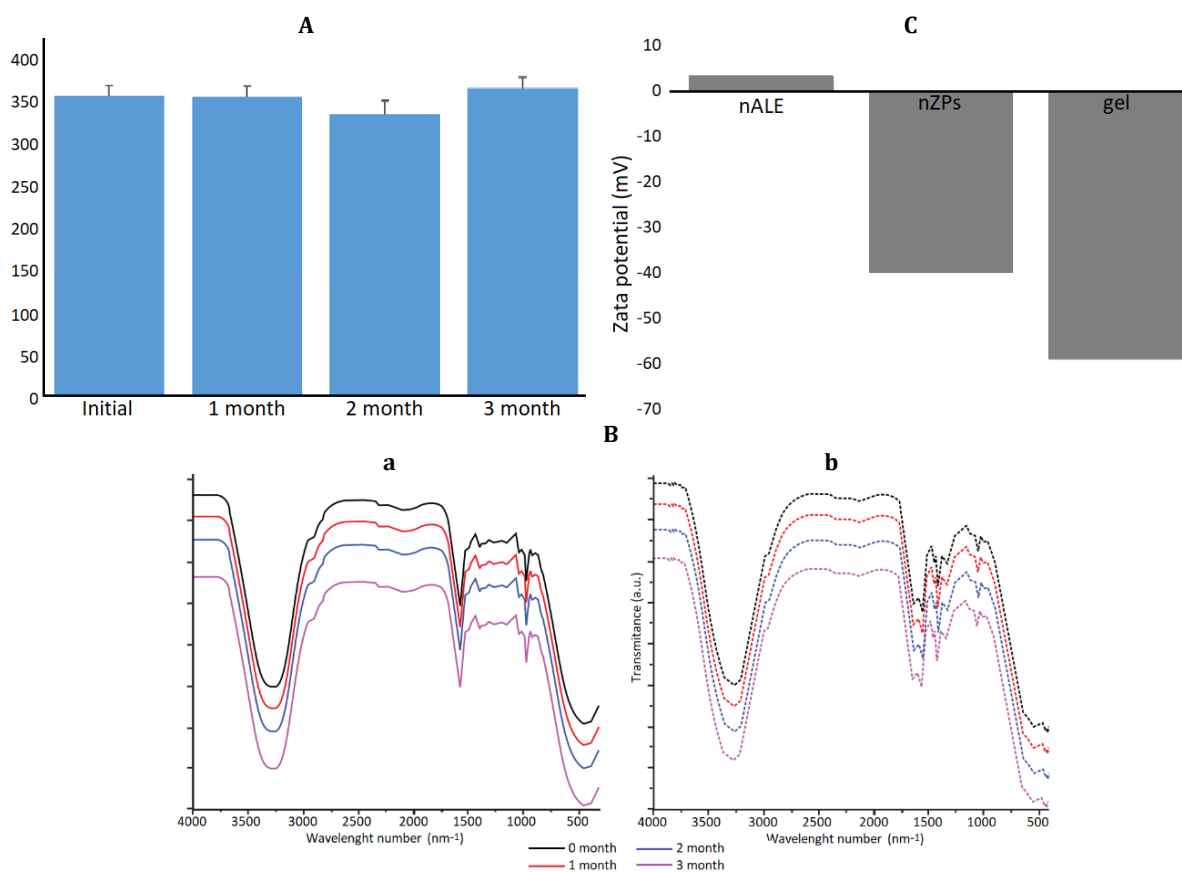 A
400
350
300
250
200
150
100
50
0
Initial
1 month
2 month
3 month
C
Zata potential (mV)
10
0
-10
-20
-30
-40
-50
-60
-70
nALE
nZPs
gel
B
a
4000
3500
3000
2500
2000
1500
1000
500
Wavelenght number (nm-1)
b
Transmitance (a.u.)
4000
3500
3000
2500
2000
1500
1000
500
Wavelenght number (nm-1)
0 month
2 month
1 month
3 month